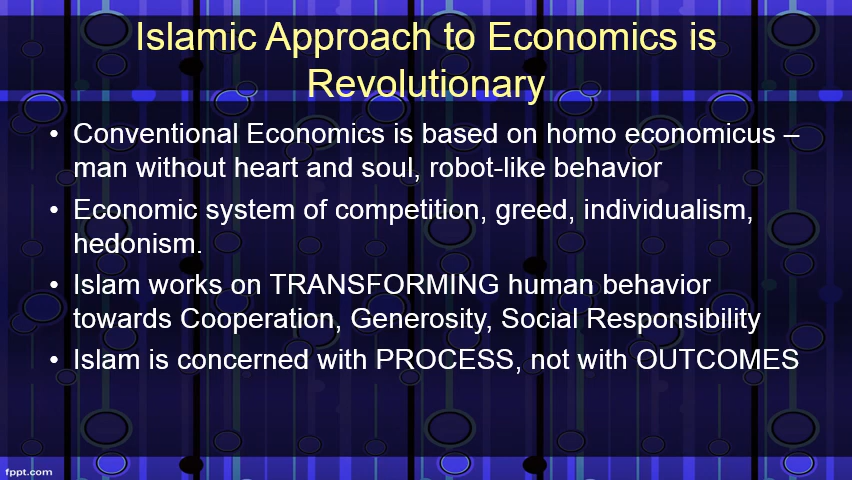 Islamic Approach to Economics is
Revolutionary
• Conventional Economics is based on homo economicus –
man without heart and soul, robot-like behavior
• Economic system of competition, greed, individualism,
hedonism.
• Islam works on TRANSFORMING human behavior
towards Cooperation, Generosity, Social Responsibility
• Islam is concerned with PROCESS, not with OUTCOMES
fppt.com